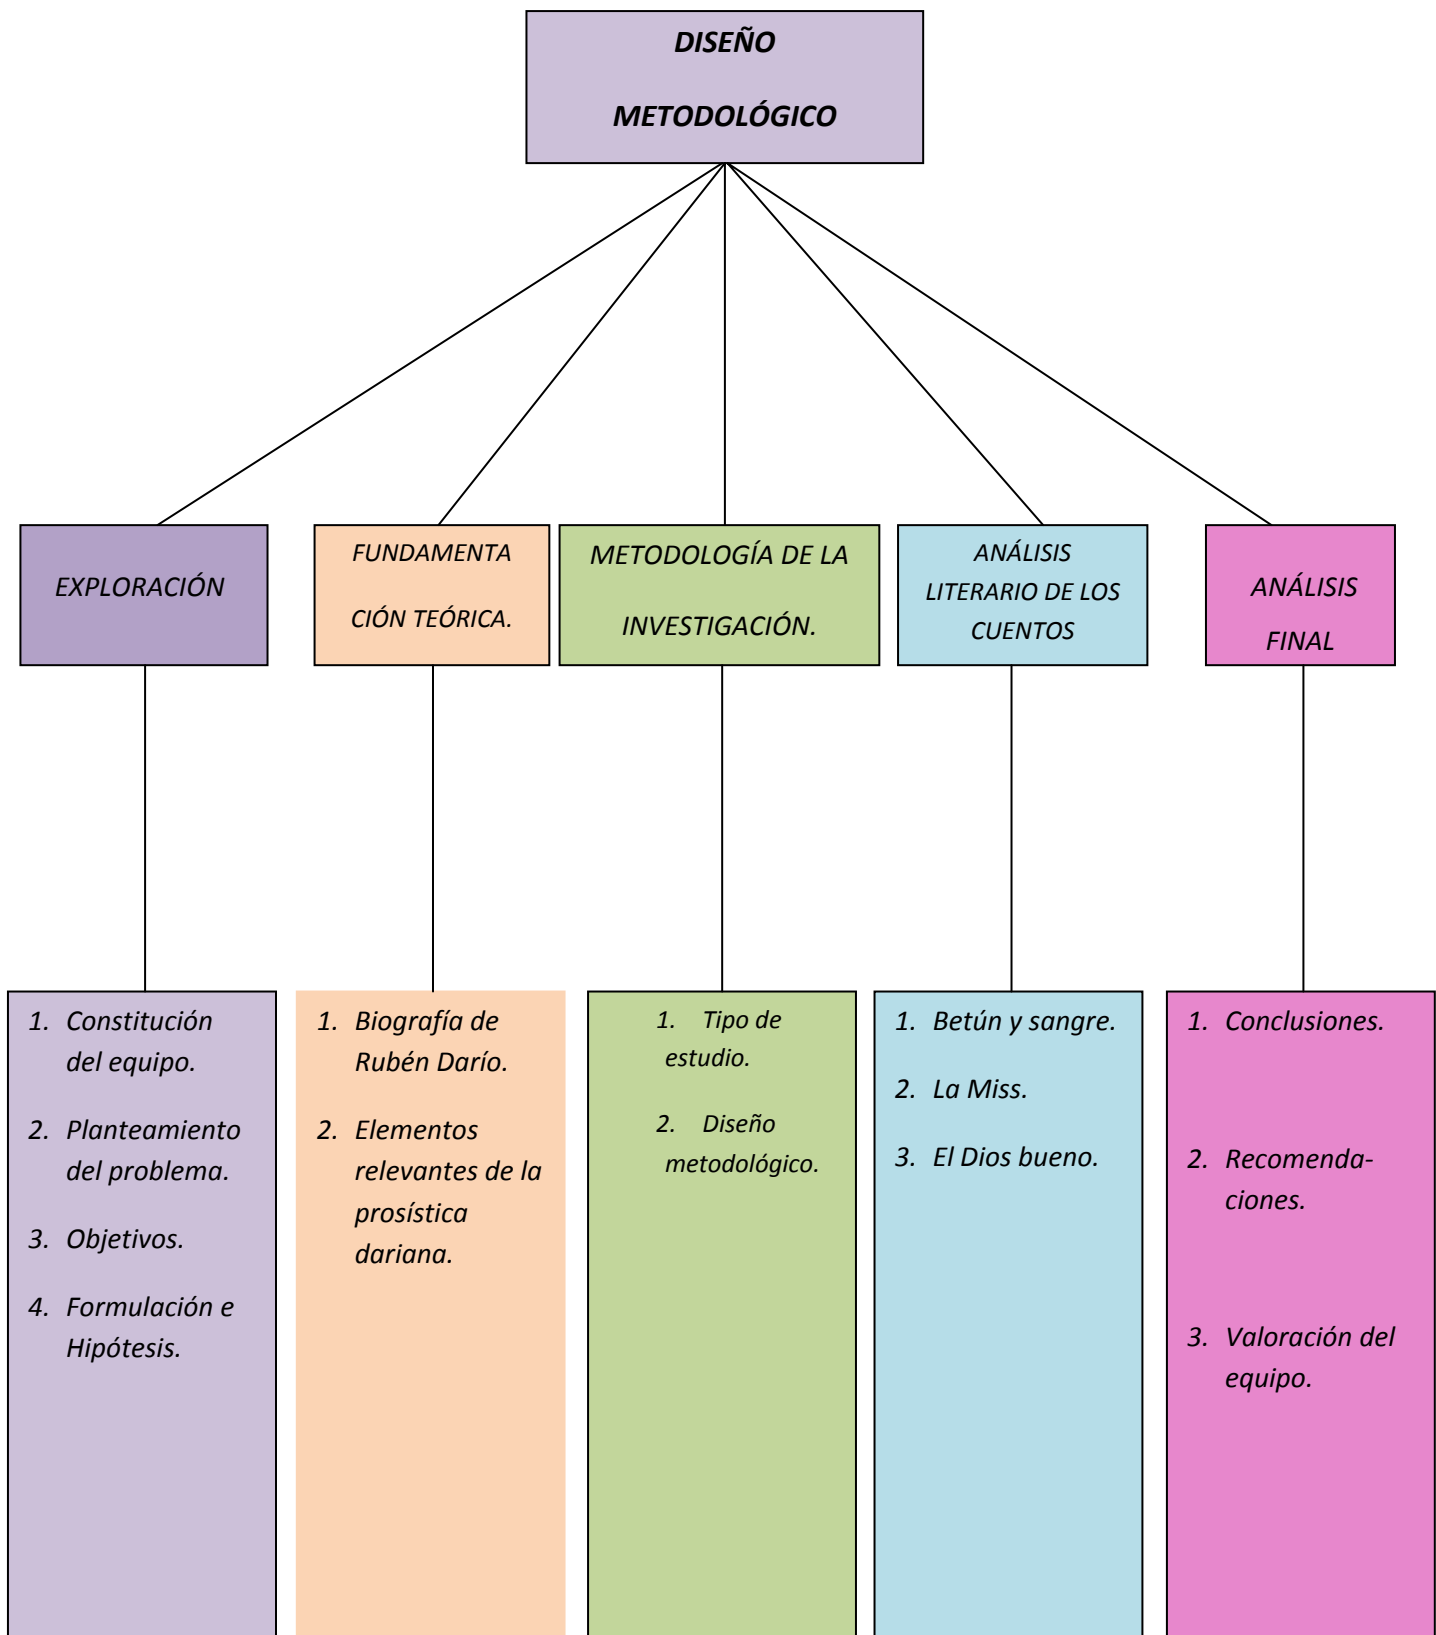 DISEÑO
METODOLÓGICO
EXPLORACIÓN
FUNDAMENTA
CIÓN TEÓRICA.
METODOLOGÍA DE LA
INVESTIGACIÓN.
ANÁLISIS
LITERARIO DE LOS
CUENTOS
ANÁLISIS
FINAL
1. Constitución
del equipo.
2. Planteamiento
del problema.
3. Objetivos.
4. Formulación e
Hipótesis.
1. Biografía de
Rubén Darío.
2. Elementos
relevantes de la
prosística
dariana.
1. Tipo de
estudio.
2. Diseño
metodológico.
1. Betún y sangre.
2. La Miss.
3. El Dios bueno.
1. Conclusiones.
2. Recomenda-
ciones.
3. Valoración del
equipo.